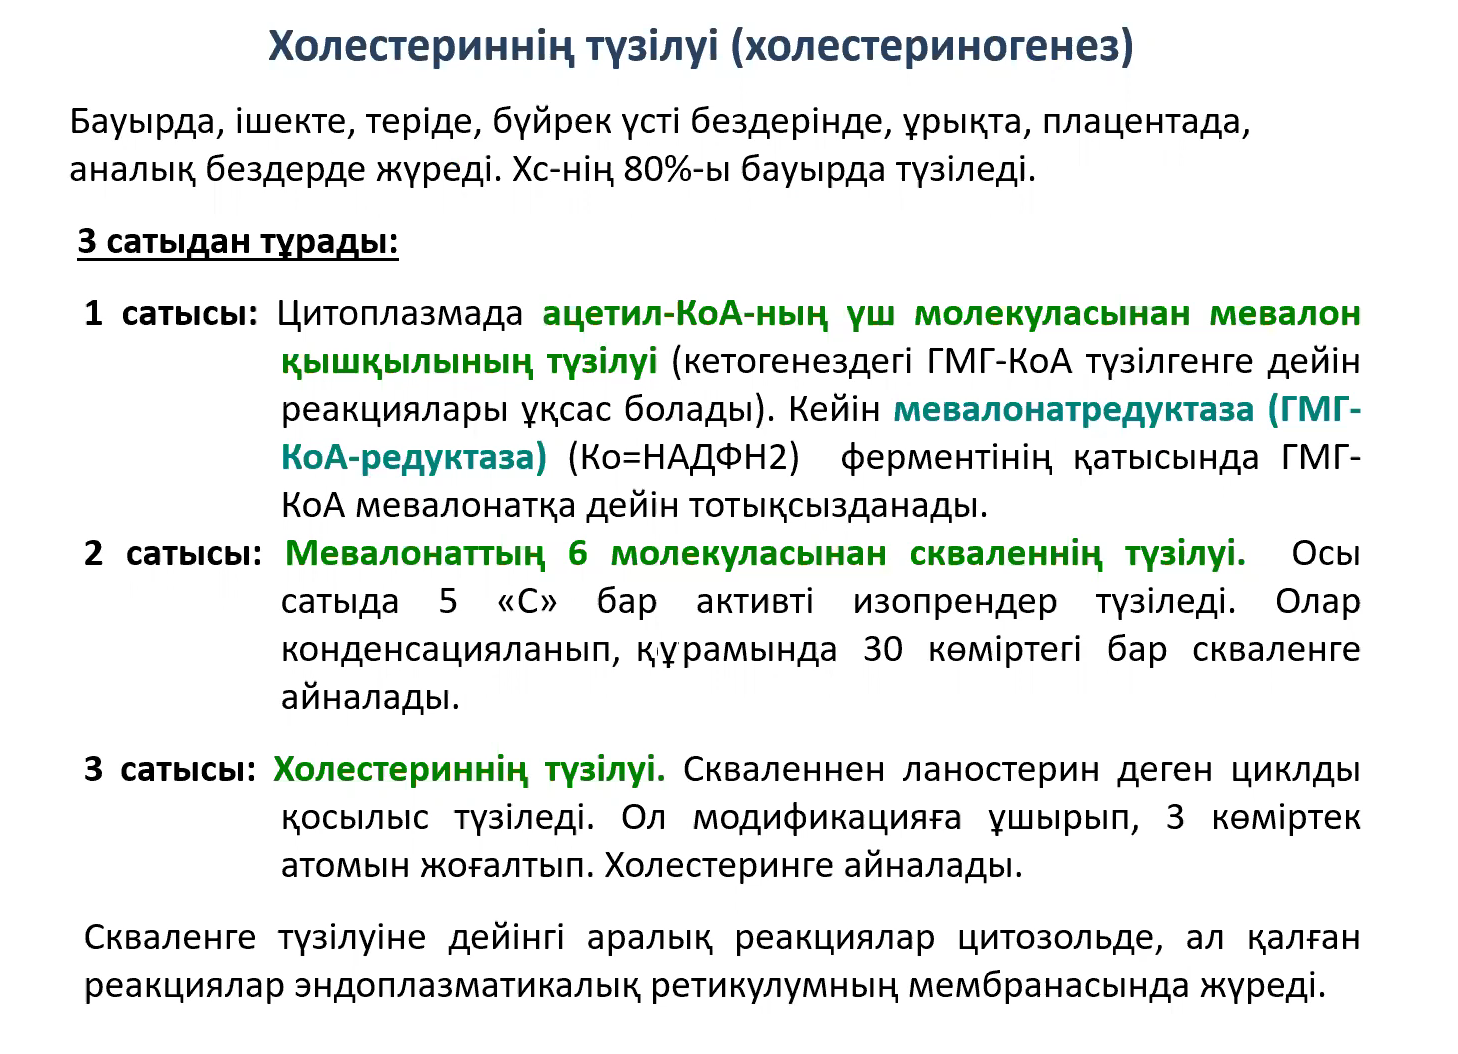 Холестериннің түзілуі (холестериногенез)
Бауырда, ішекте, теріде, бүйрек үсті бездерінде, ұрықта, плацентада,
аналық бездерде жүреді. Хс-нің 80%-ы бауырда түзіледі.
3 сатыдан тұрады:
1 сатысы: Цитоплазмада ацетил-КоА-ның үш молекуласынан мевалон
қышқылының түзілуі (кетогенездегі ГМГ-КоА түзілгенге дейін
реакциялары ұқсас болады). Кейін мевалонатредуктаза (ГМГ-
КоА-редуктаза) (Ко=НАДФН2) ферментінің қатысында ГМГ-
КоА мевалонатқа дейін тотықсызданады.
2 сатысы: Мевалонаттың 6 молекуласынан скваленнің түзілуі. Осы
сатыда 5 «С» бар активті изопрендер түзіледі. Олар
конденсацияланып, құрамында 30 көміртегі бар скваленге
айналады.
3 сатысы: Холестериннің түзілуі. Скваленнен ланостерин деген циклды
қосылыс түзіледі. Ол модификацияға ұшырып, 3 көміртек
атомын жоғалтып. Холестеринге айналады.
Скваленге түзілуіне дейінгі аралық реакциялар цитозольде, ал қалған
реакциялар эндоплазматикалық ретикулумның мембранасында жүреді.